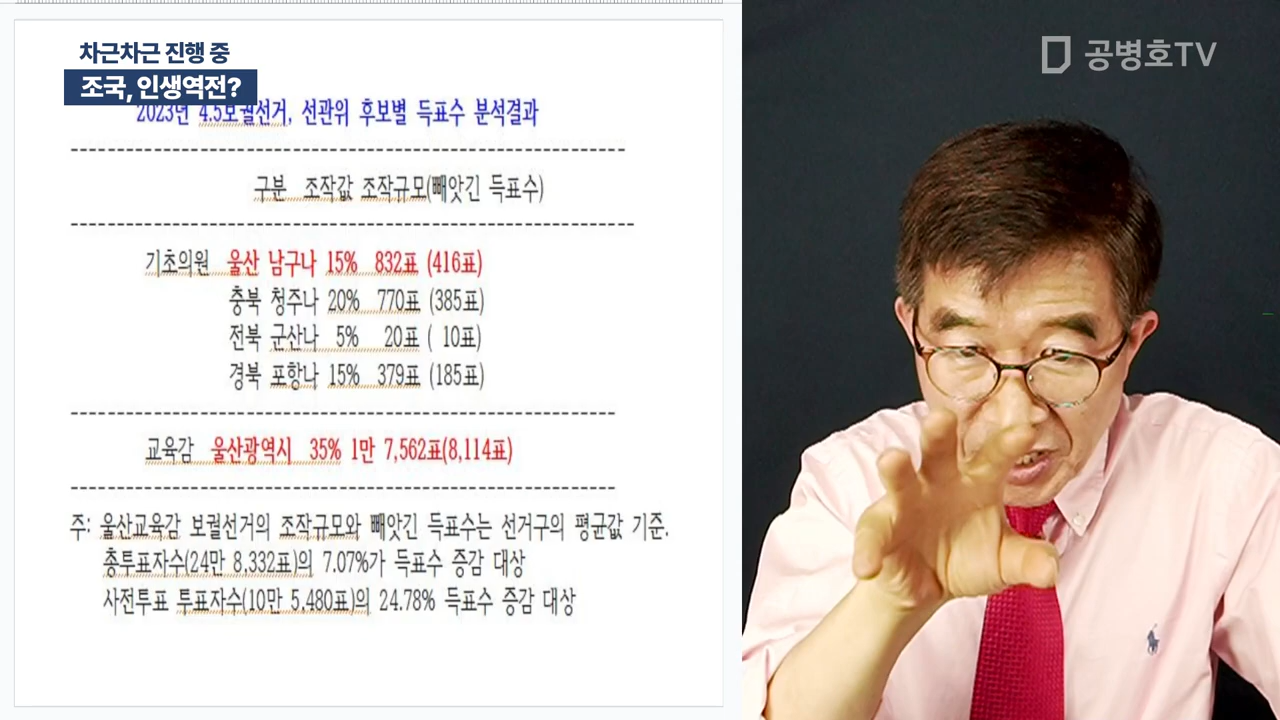 차근차근 진행 중
조국, 인생역전?
공병호TV
2023년 4.5보궐선거, 선관위 후보별 득표수 분석결과
구분 조작값 조작규모(빼앗긴 득표수)
기초의원 울산 남구나 15% 832표 (416표)
충북 청주나 20% 770표 (385표)
전북 군산나 5% 20표 ( 10표)
경북 포항나 15% 379표 (185표)
교육감 울산광역시 35% 1만 7,562표(8,114표)
주: 울산교육감 보궐선거의 조작규모와 빼앗긴 득표수는 선거구의 평균값 기준.
총투표자수(24만 8,332표)의 7.07%가 득표수 증감 대상
사전투표 투표자수(10만 5,480표)의 24.78% 득표수 증감 대상